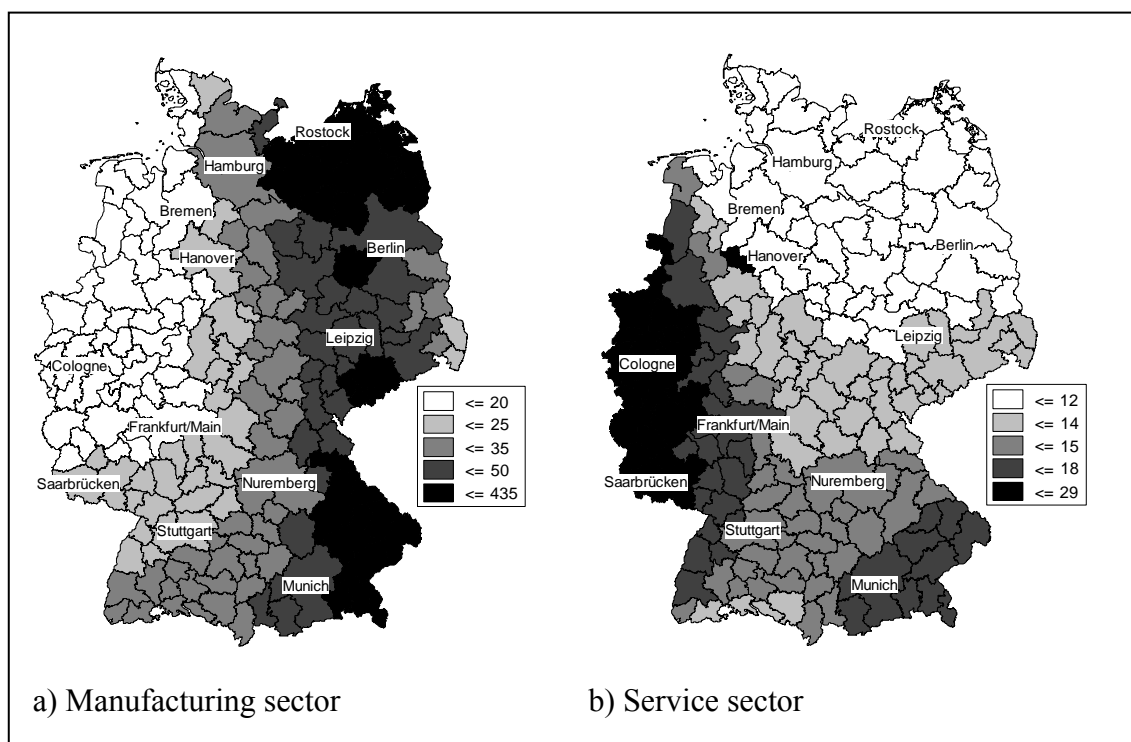 Rostock
Hamburg
Bremen
Hanover
Berlin
Leipzig
Cologne
Frankfurt/Main
Saarbrücken
Nuremberg
Stuttgart
Munich
<= 20
<= 25
<= 35
<= 50
<= 435
a) Manufacturing sector
Rostock
Hamburg
Bremen
Hanover
Berlin
Leipzig
Cologne
Frankfurt/Main
Saarbrücken
Nuremberg
Stuttgart
Munich
<= 12
<= 14
<= 15
<= 18
<= 29
b) Service sector